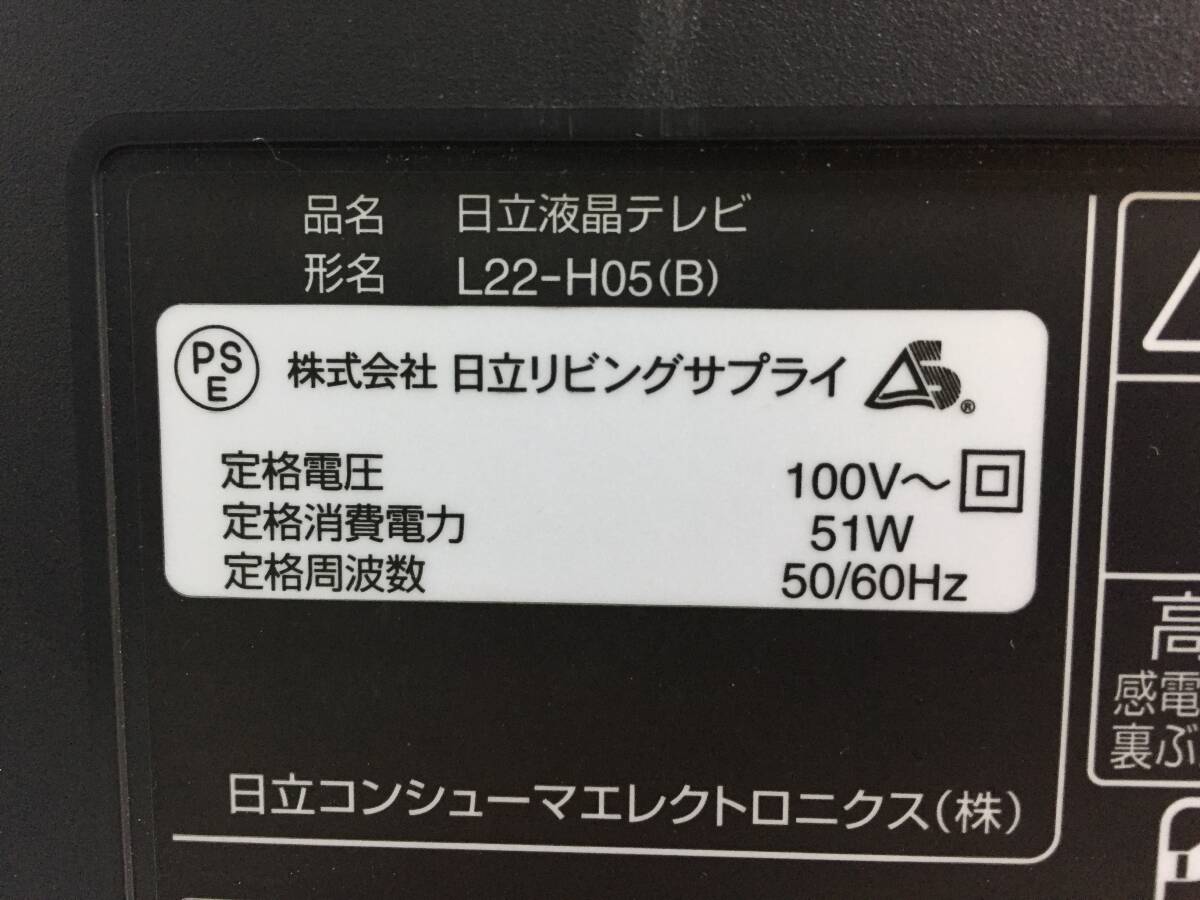 品名 日立液晶テレビ
形名 L22-H05(B)
PSE 株式会社 日立リビングサプライ S®
定格電圧 100V〜
定格消費電力 51W
定格周波数 50/60Hz
日立コンシューマエレクトロニクス(株)
高
感電
裏ぶ